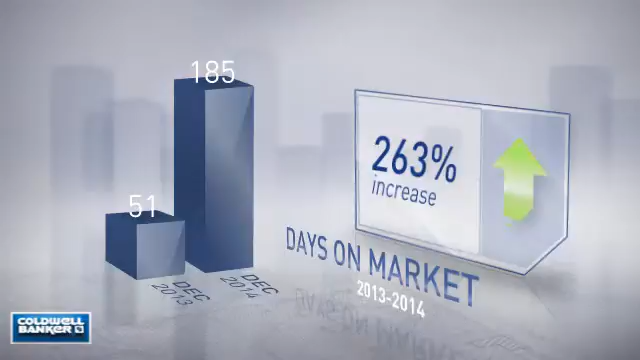 185
51
DEC
2013
DEC
2014
263%
increase
DAYS ON MARKET
2013-2014
COLDWELL
BANKER